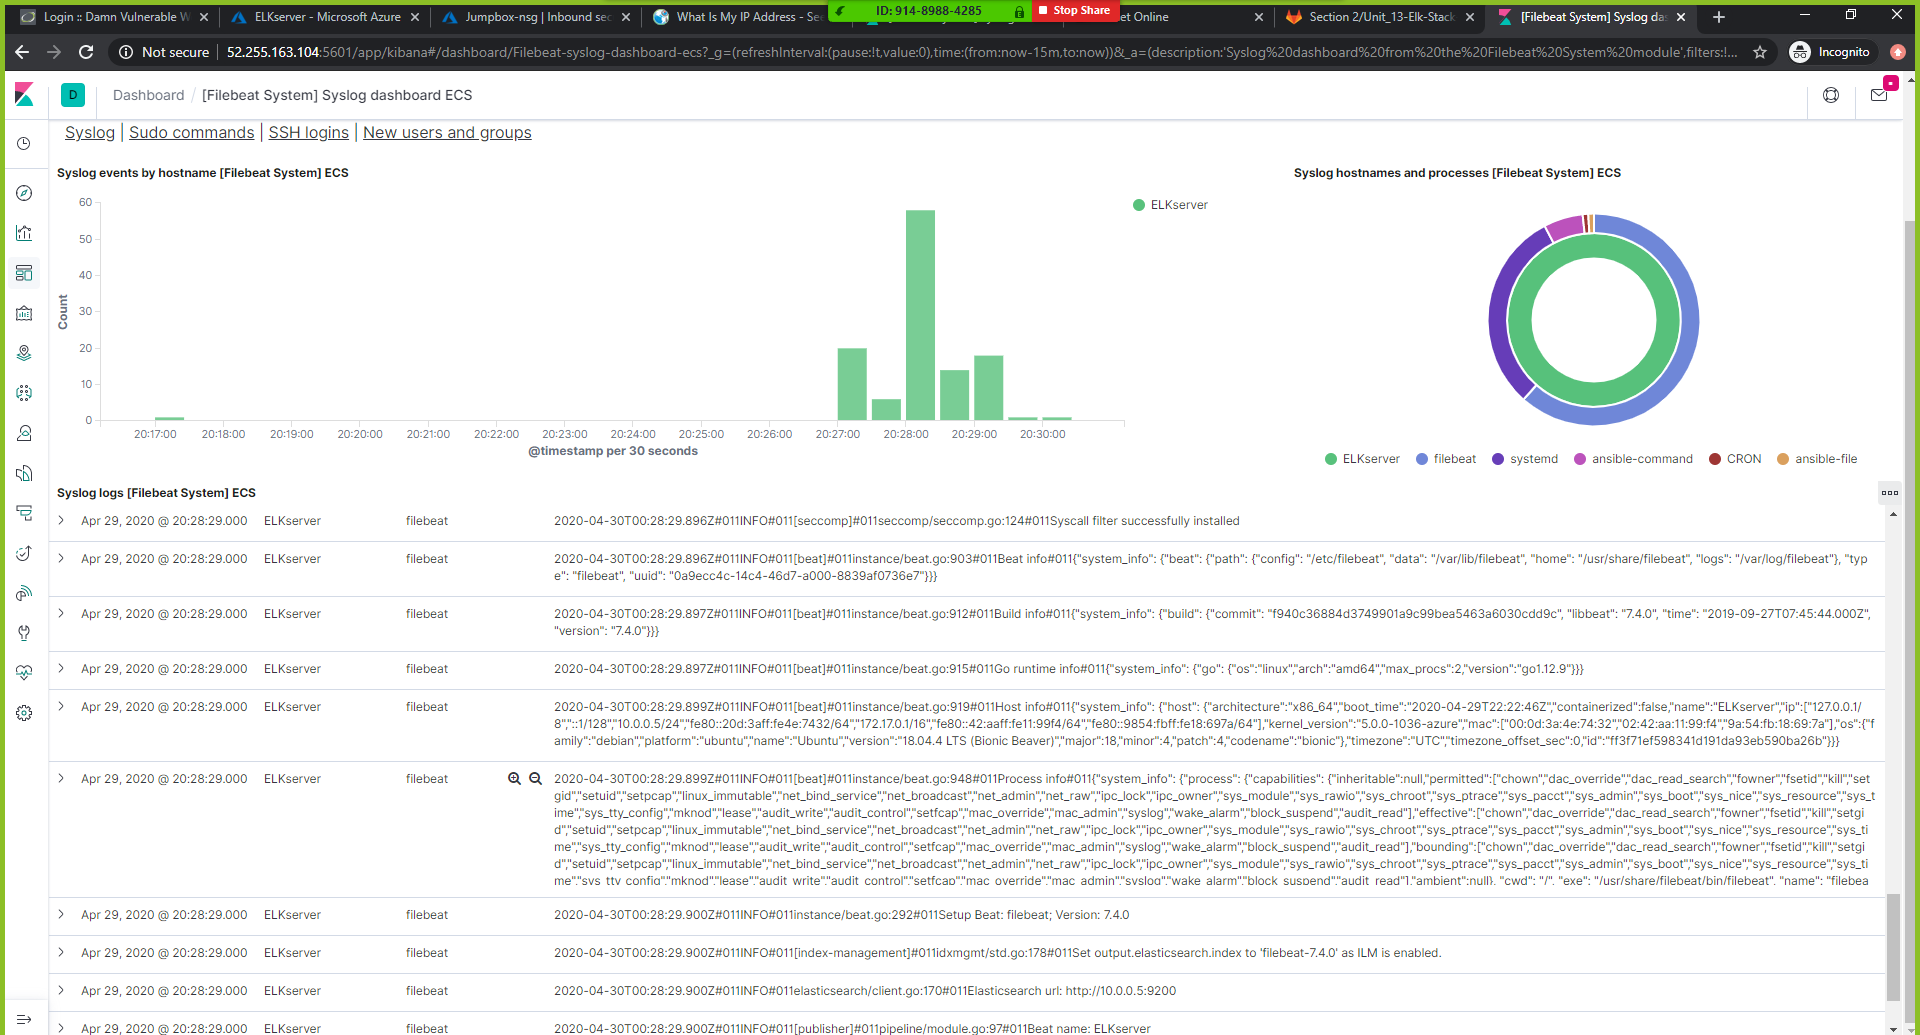 Login :: Damn Vulnerable W
ELKserver - Microsoft Azure
Jumpbox-nsg | Inbound sec
What Is My IP Address - See
ID: 914-8988-4285
Stop Share
et Online
Section 2/Unit_13-Elk-Stack
[Filebeat System] Syslog das
Not secure
52.255.163.104:5601/app/kibana#/dashboard/Filebeat-syslog-dashboard-ecs?_g=(refreshInterval:(pause:!t,value:0),time:(from:now-15m,to:now))&_a=(description:'Syslog%20dashboard%20from%20the%20Filebeat%20System%20module',filters:!...
Incognito
D
Dashboard / [Filebeat System] Syslog dashboard ECS
Syslog | Sudo commands | SSH logins | New users and groups
Syslog events by hostname [Filebeat System] ECS
60
50
40
30
20
10
0
Count
20:17:00 20:18:00 20:19:00 20:20:00 20:21:00 20:22:00 20:23:00 20:24:00 20:25:00 20:26:00 20:27:00 20:28:00 20:29:00 20:30:00
@timestamp per 30 seconds
ELKserver
Syslog hostnames and processes [Filebeat System] ECS
ELKserver filebeat systemd ansible-command CRON ansible-file
Syslog logs [Filebeat System] ECS
Apr 29, 2020 @ 20:28:29.000 ELKserver filebeat 2020-04-30T00:28:29.896Z#011INFO#011[seccomp]#011seccomp/seccomp.go:124#011Syscall filter successfully installed
Apr 29, 2020 @ 20:28:29.000 ELKserver filebeat 2020-04-30T00:28:29.896Z#011INFO#011[beat]#011instance/beat.go:903#011Beat info#011{"system_info": {"beat": {"path": {"config": "/etc/filebeat", "data": "/var/lib/filebeat", "home": "/usr/share/filebeat", "logs": "/var/log/filebeat"}, "typ
e": "filebeat", "uuid": "0a9ecc4c-14c4-46d7-a000-8839af0736e7"}}}
Apr 29, 2020 @ 20:28:29.000 ELKserver filebeat 2020-04-30T00:28:29.897Z#011INFO#011[beat]#011instance/beat.go:912#011Build info#011{"system_info": {"build": {"commit": "f940c36884d3749901a9c99bea5463a6030cdd9c", "libbeat": "7.4.0", "time": "2019-09-27T07:45:44.000Z",
"version": "7.4.0"}}}
Apr 29, 2020 @ 20:28:29.000 ELKserver filebeat 2020-04-30T00:28:29.897Z#011INFO#011[beat]#011instance/beat.go:915#011Go runtime info#011{"system_info": {"go": {"os":"linux","arch":"amd64","max_procs":2,"version":"go1.12.9"}}}
Apr 29, 2020 @ 20:28:29.000 ELKserver filebeat 2020-04-30T00:28:29.899Z#011INFO#011[beat]#011instance/beat.go:919#011Host info#011{"system_info": {"host": {"architecture":"x86_64","boot_time":"2020-04-29T22:22:46Z","containerized":false,"name":"ELKserver","ip":["127.0.0.1/
8","::1/128","10.0.0.5/24","fe80::20d:3aff:fe4e:7432/64","172.17.0.1/16","fe80::42:aaff:fe11:99f4/64","fe80::9854:fbff:fe18:697a/64"],"kernel_version":"5.0.0-1036-azure","mac":["00:0d:3a:4e:74:32","02:42:aa:11:99:f4","9a:54:fb:18:69:7a"],"os":{"f
amily":"debian","platform":"ubuntu","name":"Ubuntu","version":"18.04.4 LTS (Bionic Beaver)","major":18,"minor":4,"patch":4,"codename":"bionic"},"timezone":"UTC","timezone_offset_sec":0,"id":"ff3f71ef598341d191da93eb590ba26b"}}}
Apr 29, 2020 @ 20:28:29.000 ELKserver filebeat 2020-04-30T00:28:29.899Z#011INFO#011[beat]#011instance/beat.go:948#011Process info#011{"system_info": {"process": {"capabilities": {"inheritable":null,"permitted":["chown","dac_override","dac_read_search","fowner","fsetid","kill","set
gid","setuid","setpcap","linux_immutable","net_bind_service","net_broadcast","net_admin","net_raw","ipc_lock","ipc_owner","sys_module","sys_rawio","sys_chroot","sys_ptrace","sys_pacct","sys_admin","sys_boot","sys_nice","sys_resource","sys_t
ime","sys_tty_config","mknod","lease","audit_write","audit_control","setfcap","mac_override","mac_admin","syslog","wake_alarm","block_suspend","audit_read"],"effective":["chown","dac_override","dac_read_search","fowner","fsetid","kill","setgi
d","setuid","setpcap","linux_immutable","net_bind_service","net_broadcast","net_admin","net_raw","ipc_lock","ipc_owner","sys_module","sys_rawio","sys_chroot","sys_ptrace","sys_pacct","sys_admin","sys_boot","sys_nice","sys_resource","sys_ti
me","sys_tty_config","mknod","lease","audit_write","audit_control","setfcap","mac_override","mac_admin","syslog","wake_alarm","block_suspend","audit_read"],"bounding":["chown","dac_override","dac_read_search","fowner","fsetid","kill","setgi
d","setuid","setpcap","linux_immutable","net_bind_service","net_broadcast","net_admin","net_raw","ipc_lock","ipc_owner","sys_module","sys_rawio","sys_chroot","sys_ptrace","sys_pacct","sys_admin","sys_boot","sys_nice","sys_resource","sys_ti
me","sys_tty_config","mknod","lease","audit_write","audit_control","setfcap","mac_override","mac_admin","syslog","wake_alarm","block_suspend","audit_read"],"ambient":null}, "cwd": "/", "exe": "/usr/share/filebeat/bin/filebeat", "name": "filebea
Apr 29, 2020 @ 20:28:29.000 ELKserver filebeat 2020-04-30T00:28:29.900Z#011INFO#011instance/beat.go:292#011Setup Beat: filebeat; Version: 7.4.0
Apr 29, 2020 @ 20:28:29.000 ELKserver filebeat 2020-04-30T00:28:29.900Z#011INFO#011[index-management]#011idxmgmt/std.go:178#011Set output.elasticsearch.index to 'filebeat-7.4.0' as ILM is enabled.
Apr 29, 2020 @ 20:28:29.000 ELKserver filebeat 2020-04-30T00:28:29.900Z#011INFO#011elasticsearch/client.go:170#011Elasticsearch url: http://10.0.0.5:9200
Apr 29, 2020 @ 20:28:29.000 ELKserver filebeat 2020-04-30T00:28:29.900Z#011INFO#011[publisher]#011pipeline/module.go:97#011Beat name: ELKserver